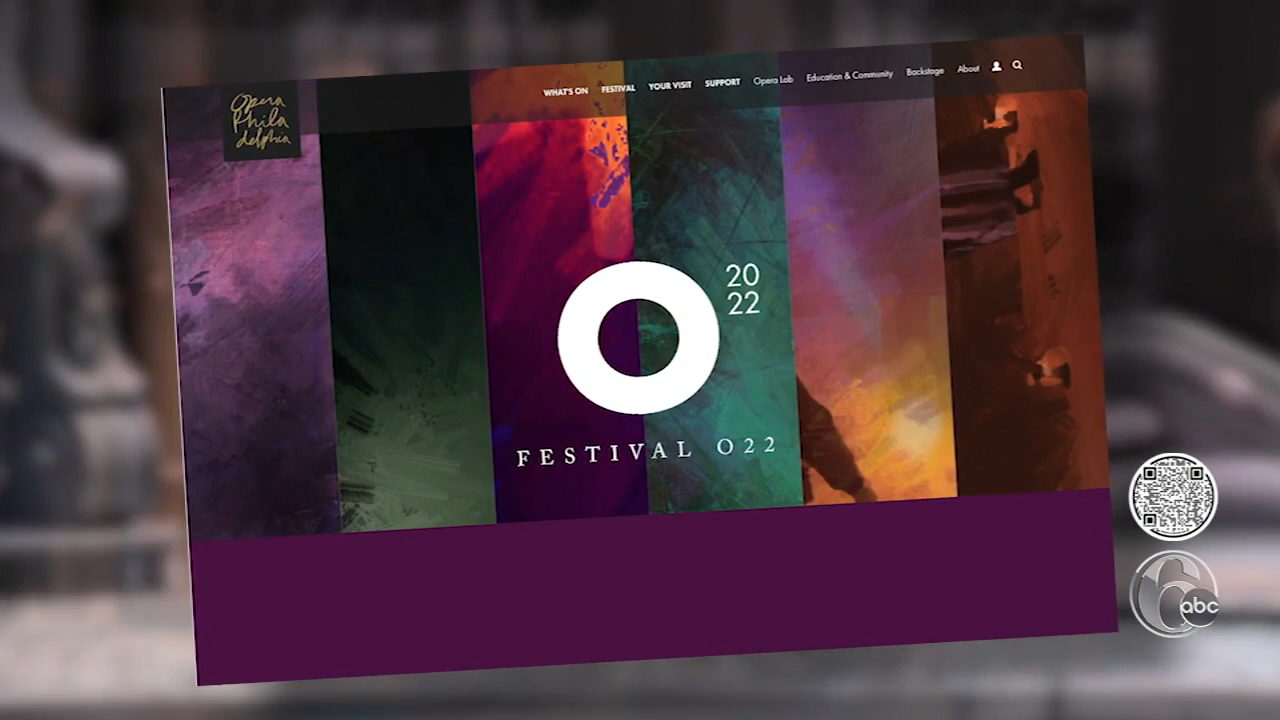 Opera
Phila
delphia
WHAT'S ON FESTIVAL YOUR VISIT SUPPORT Opera Lab Education & Community Backstage About
O
20
22
FESTIVAL O22
6
abc